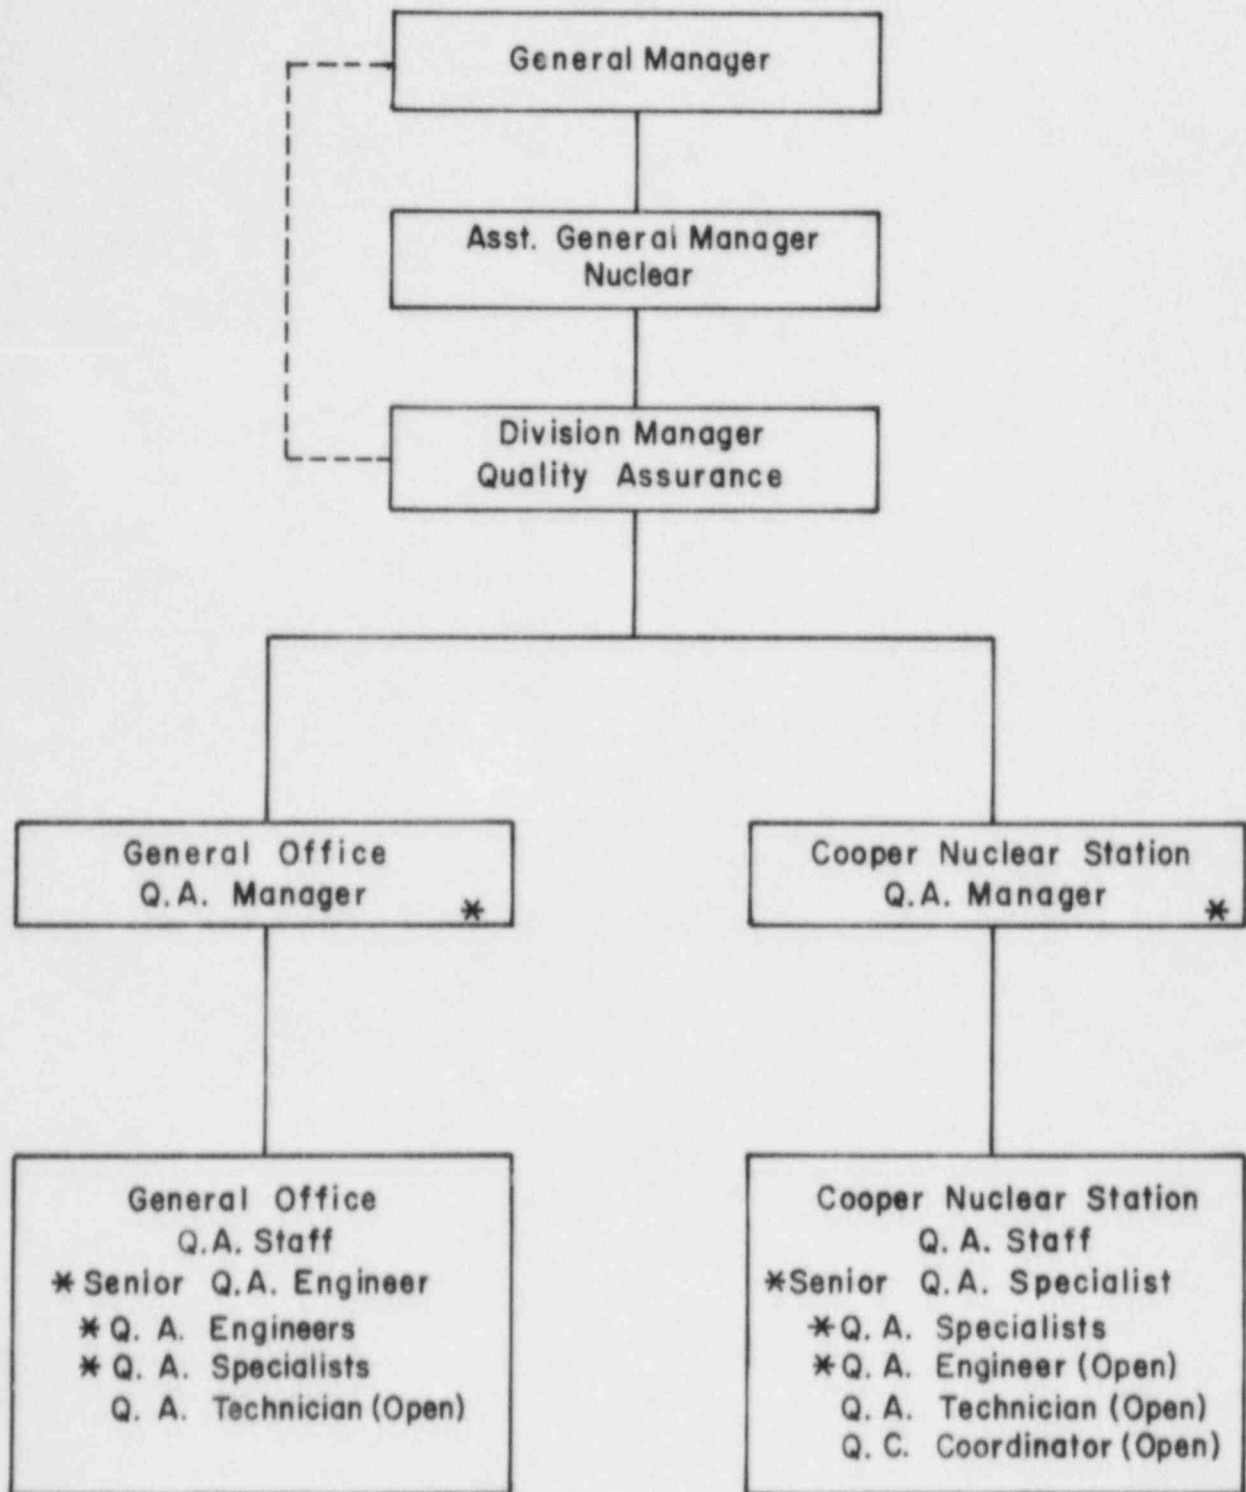 General Manager
Asst. General Manager
Nuclear
Division Manager
Quality Assurance
General Office
Q.A. Manager *
Cooper Nuclear Station
Q.A. Manager *
General Office
Q.A. Staff
* Senior Q.A. Engineer
* Q. A. Engineers
* Q. A. Specialists
Q. A. Technician (Open)
Cooper Nuclear Station
Q. A. Staff
*Senior Q. A. Specialist
*Q. A. Specialists
*Q. A. Engineer (Open)
Q. A. Technician (Open)
Q. C. Coordinator (Open)